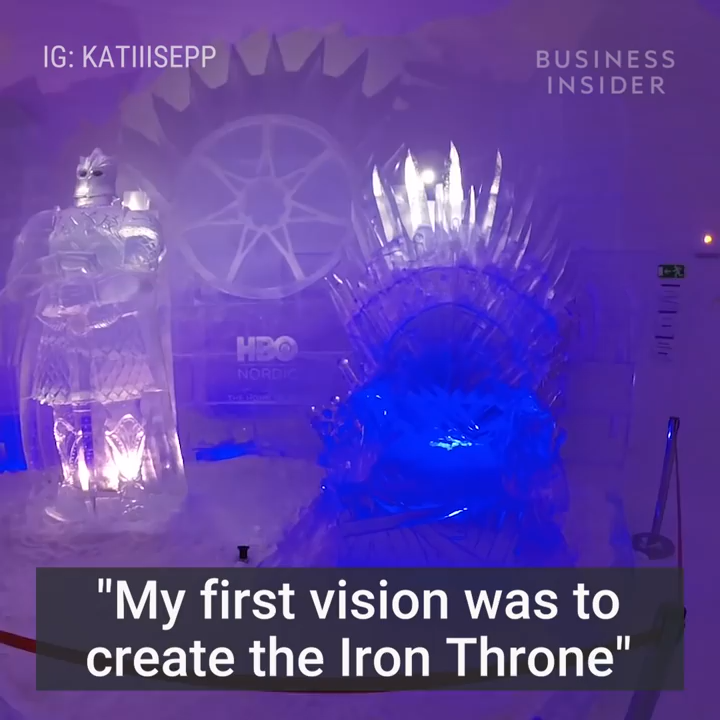 IG: KATIIISEPP
BUSINESS
INSIDER
HBO
NORDIC
"My first vision was to
create the Iron Throne"